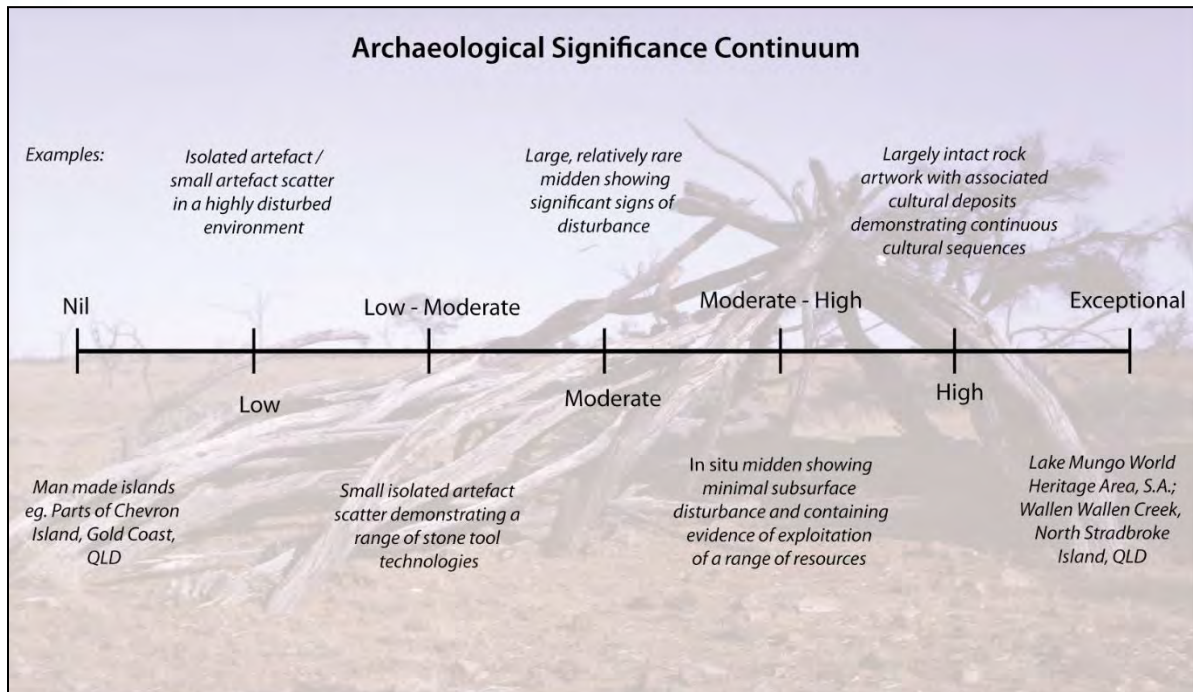 Archaeological Significance Continuum
Examples:
Isolated artefact /
small artefact scatter
in a highly disturbed
environment
Large, relatively rare
midden showing
significant signs of
disturbance
Largely intact rock
artwork with associated
cultural deposits
demonstrating continuous
cultural sequences
Nil
Low - Moderate
Moderate - High
Exceptional
Low
Moderate
High
Man made islands
eg. Parts of Chevron
Island, Gold Coast,
QLD
Small isolated artefact
scatter demonstrating a
range of stone tool
technologies
In situ midden showing
minimal subsurface
disturbance and containing
evidence of exploitation
of a range of resources
Lake Mungo World
Heritage Area, S.A.;
Wallen Wallen Creek,
North Stradbroke
Island, QLD